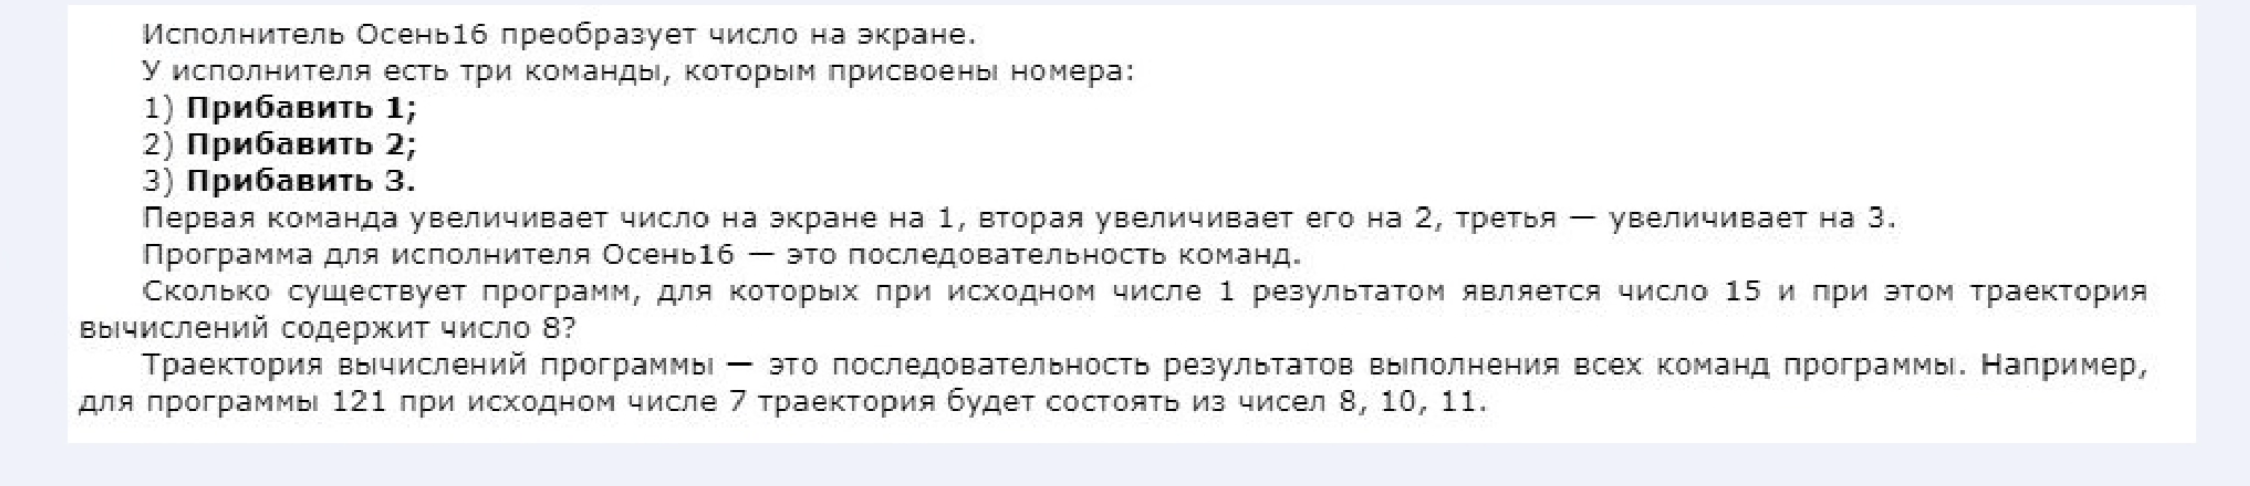 Исполнитель Осень16 преобразует число на экране.
У исполнителя есть три команды, которым присвоены номера:
1) Прибавить 1;
2) Прибавить 2;
3) Прибавить 3.
Первая команда увеличивает число на экране на 1, вторая увеличивает его на 2, третья — увеличивает на 3.
Программа для исполнителя Осень16 — это последовательность команд.
Сколько существует программ, для которых при исходном числе 1 результатом является число 15 и при этом траектория
вычислений содержит число 8?
Траектория вычислений программы — это последовательность результатов выполнения всех команд программы. Например,
для программы 121 при исходном числе 7 траектория будет состоять из чисел 8, 10, 11.